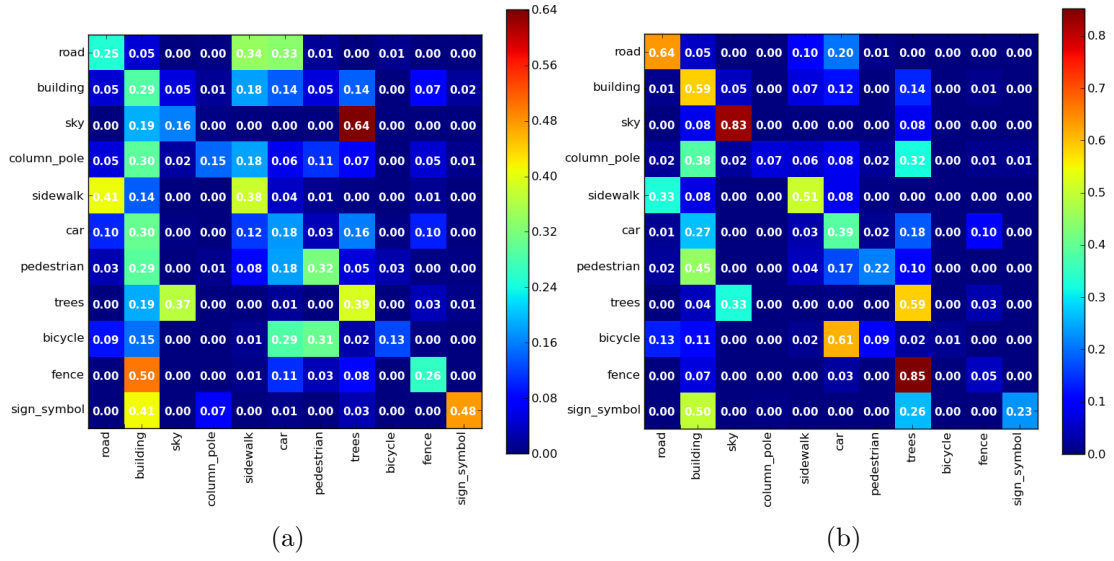 road 0.25 0.05 0.00 0.00 0.34 0.33 0.01 0.00 0.01 0.00 0.00
building 0.05 0.29 0.05 0.01 0.18 0.14 0.05 0.14 0.00 0.07 0.02
sky 0.00 0.19 0.16 0.00 0.00 0.00 0.00 0.64 0.00 0.00 0.00
column_pole 0.05 0.30 0.02 0.15 0.18 0.06 0.11 0.07 0.00 0.05 0.01
sidewalk 0.41 0.14 0.00 0.00 0.38 0.04 0.01 0.00 0.00 0.01 0.00
car 0.10 0.30 0.00 0.01 0.12 0.18 0.03 0.16 0.00 0.10 0.00
pedestrian 0.03 0.29 0.00 0.01 0.08 0.18 0.32 0.05 0.03 0.00 0.00
trees 0.00 0.19 0.37 0.00 0.00 0.01 0.00 0.39 0.00 0.03 0.01
bicycle 0.09 0.15 0.00 0.00 0.01 0.29 0.31 0.02 0.13 0.00 0.00
fence 0.00 0.50 0.00 0.00 0.01 0.11 0.03 0.08 0.00 0.26 0.00
sign_symbol 0.00 0.41 0.00 0.07 0.00 0.01 0.00 0.03 0.00 0.00 0.48
road building sky column_pole sidewalk car pedestrian trees bicycle fence sign_symbol
0.64
0.56
0.48
0.40
0.32
0.24
0.16
0.08
0.00
(a)
road 0.64 0.05 0.00 0.00 0.10 0.20 0.01 0.00 0.00 0.00 0.00
building 0.01 0.59 0.05 0.00 0.07 0.12 0.00 0.14 0.00 0.01 0.00
sky 0.00 0.08 0.83 0.00 0.00 0.00 0.00 0.08 0.00 0.00 0.00
column_pole 0.02 0.38 0.02 0.07 0.06 0.08 0.02 0.32 0.00 0.01 0.01
sidewalk 0.33 0.08 0.00 0.00 0.51 0.08 0.00 0.00 0.00 0.00 0.00
car 0.01 0.27 0.00 0.00 0.03 0.39 0.02 0.18 0.00 0.10 0.00
pedestrian 0.02 0.45 0.00 0.00 0.04 0.17 0.22 0.10 0.00 0.00 0.00
trees 0.00 0.04 0.33 0.00 0.00 0.00 0.00 0.59 0.00 0.03 0.00
bicycle 0.13 0.11 0.00 0.00 0.02 0.61 0.09 0.02 0.01 0.00 0.00
fence 0.00 0.07 0.00 0.00 0.00 0.03 0.00 0.85 0.00 0.05 0.00
sign_symbol 0.00 0.50 0.00 0.00 0.00 0.00 0.00 0.26 0.00 0.00 0.23
road building sky column_pole sidewalk car pedestrian trees bicycle fence sign_symbol
0.8
0.7
0.6
0.5
0.4
0.3
0.2
0.1
0.0
(b)